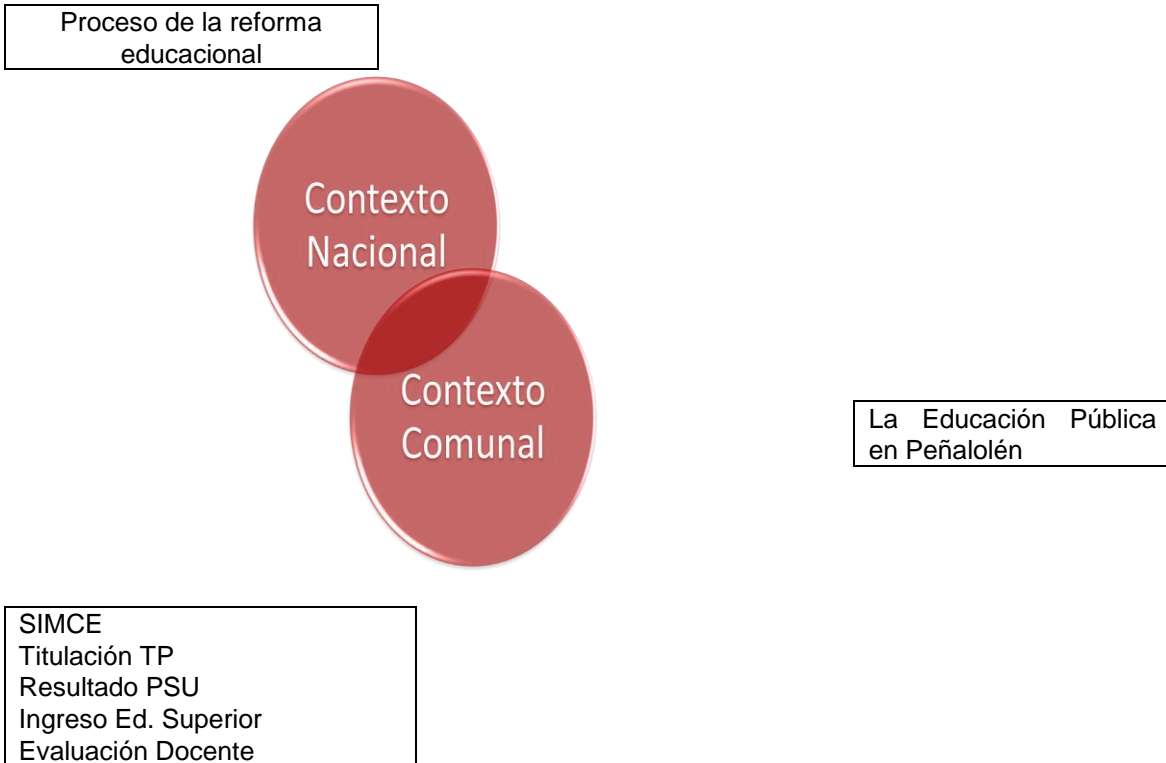 Proceso de la reforma
educacional
Contexto
Nacional
Contexto
Comunal
La Educación Pública
en Peñalolén
SIMCE
Titulación TP
Resultado PSU
Ingreso Ed. Superior
Evaluación Docente